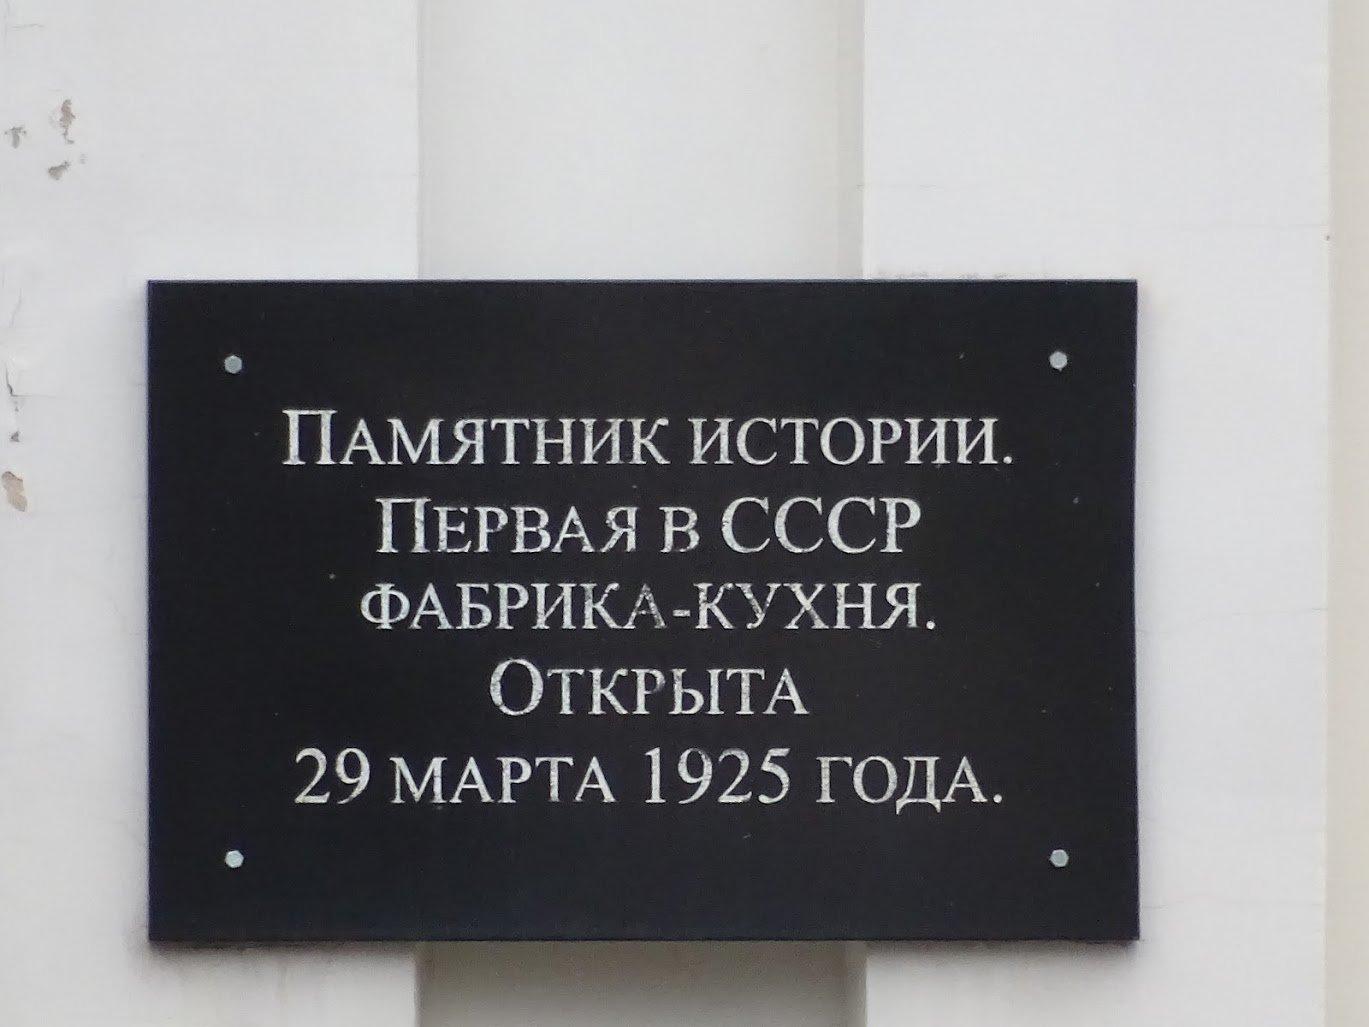 Памятник истории.
Первая в СССР
фабрика-кухня.
Открыта
29 марта 1925 года.